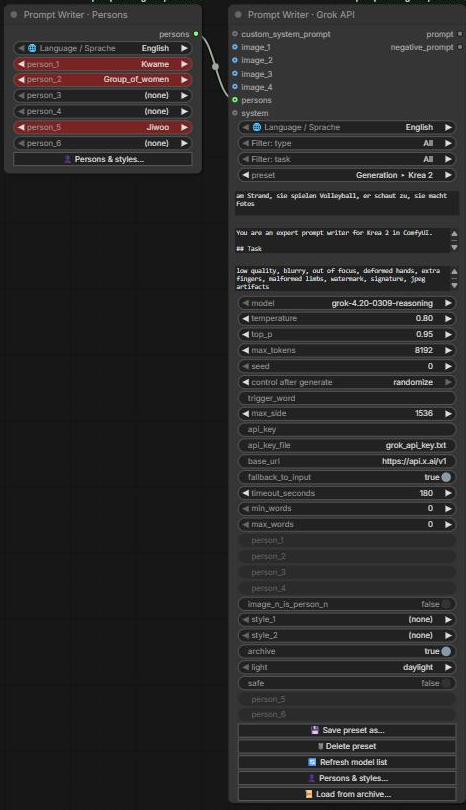 Prompt Writer · Persons
persons
Language / Sprache English
person_1 Kwame
person_2 Group_of_women
person_3 (none)
person_4 (none)
person_5 Jiwoo
person_6 (none)
Persons & styles...
Prompt Writer · Grok API
custom_system_prompt prompt
image_1 negative_prompt
image_2
image_3
image_4
persons
system
Language / Sprache English
Filter: type All
Filter: task All
preset Generation ‣ Krea 2
am Strand, sie spielen Volleyball, er schaut zu, sie macht
Fotos
You are an expert prompt writer for Krea 2 in ComfyUI.
## Task
low quality, blurry, out of focus, deformed hands, extra
fingers, malformed limbs, watermark, signature, jpeg
artifacts
model grok-4.20-0309-reasoning
temperature 0.80
top_p 0.95
max_tokens 8192
seed 0
control after generate randomize
trigger_word
max_side 1536
api_key
api_key_file grok_api_key.txt
base_url https://api.x.ai/v1
fallback_to_input true
timeout_seconds 180
min_words 0
max_words 0
person_1
person_2
person_3
person_4
image_n_is_person_n false
style_1 (none)
style_2 (none)
archive true
light daylight
safe false
person_5
person_6
Save preset as...
Delete preset
Refresh model list
Persons & styles...
Load from archive...